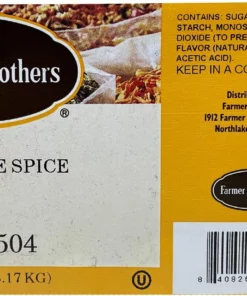 others
®
E SPICE
504
.17 KG)
U
CONTAINS: SUGA
STARCH, MONOS
DIOXIDE (TO PRE
FLAVOR (NATURA
ACETIC ACID).
KEEP IN A CO
Distri
Farmer
1912 Farmer
Northlake
Farmer
8 40826
U